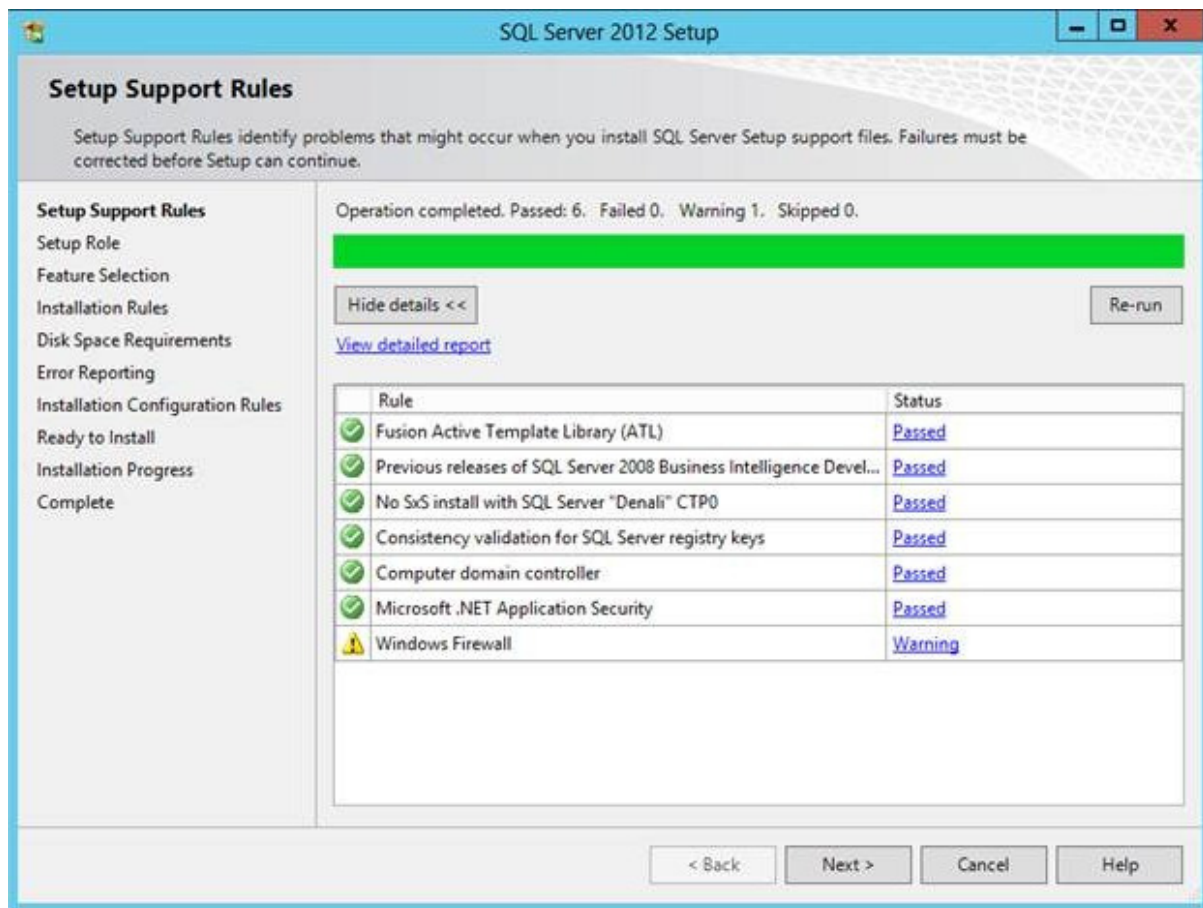 SQL Server 2012 Setup
Setup Support Rules
Setup Support Rules identify problems that might occur when you install SQL Server Setup support files. Failures must be
corrected before Setup can continue.
Setup Support Rules
Setup Role
Feature Selection
Installation Rules
Disk Space Requirements
Error Reporting
Installation Configuration Rules
Ready to Install
Installation Progress
Complete
Operation completed. Passed: 6. Failed 0. Warning 1. Skipped 0.
Hide details <<
Re-run
View detailed report
Rule Status
Fusion Active Template Library (ATL) Passed
Previous releases of SQL Server 2008 Business Intelligence Devel... Passed
No SxS install with SQL Server "Denali" CTP0 Passed
Consistency validation for SQL Server registry keys Passed
Computer domain controller Passed
Microsoft .NET Application Security Passed
Windows Firewall Warning
< Back Next > Cancel Help